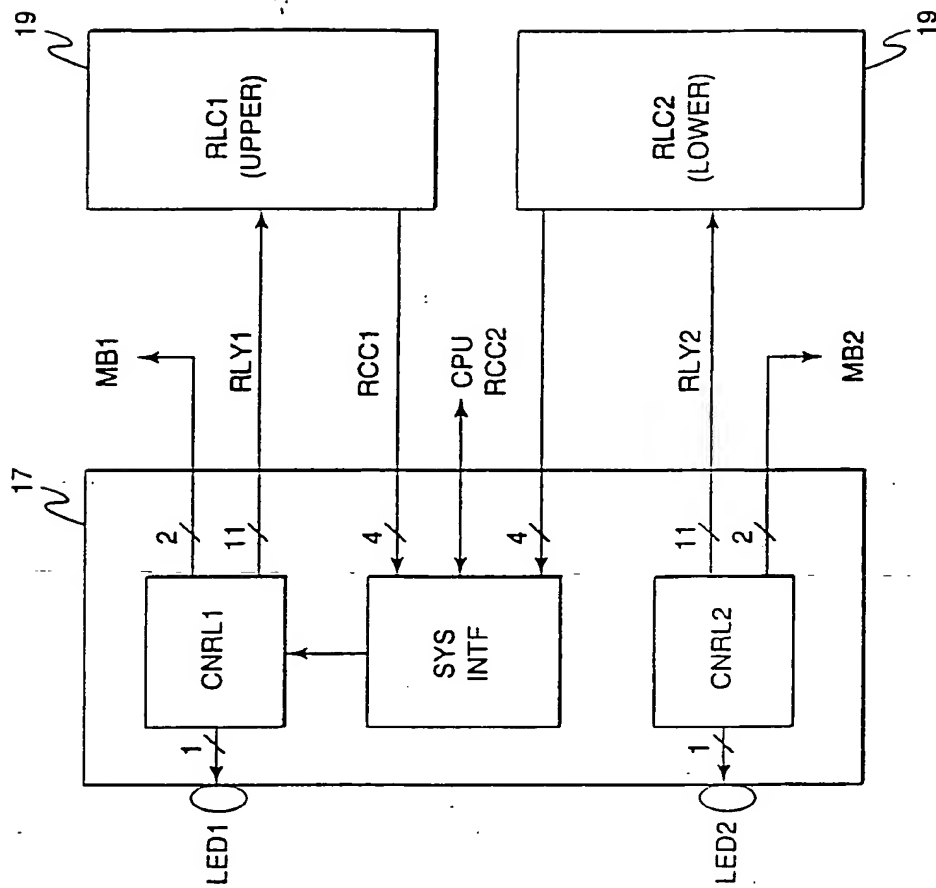 17
19
19
MB1
RLY1
RCC1
CPU
RCC2
RLY2
MB2
RLC1
(UPPER)
RLC2
(LOWER)
2
11
4
4
11
2
CNRL1
SYS
INTF
CNRL2
1
1
LED1
LED2